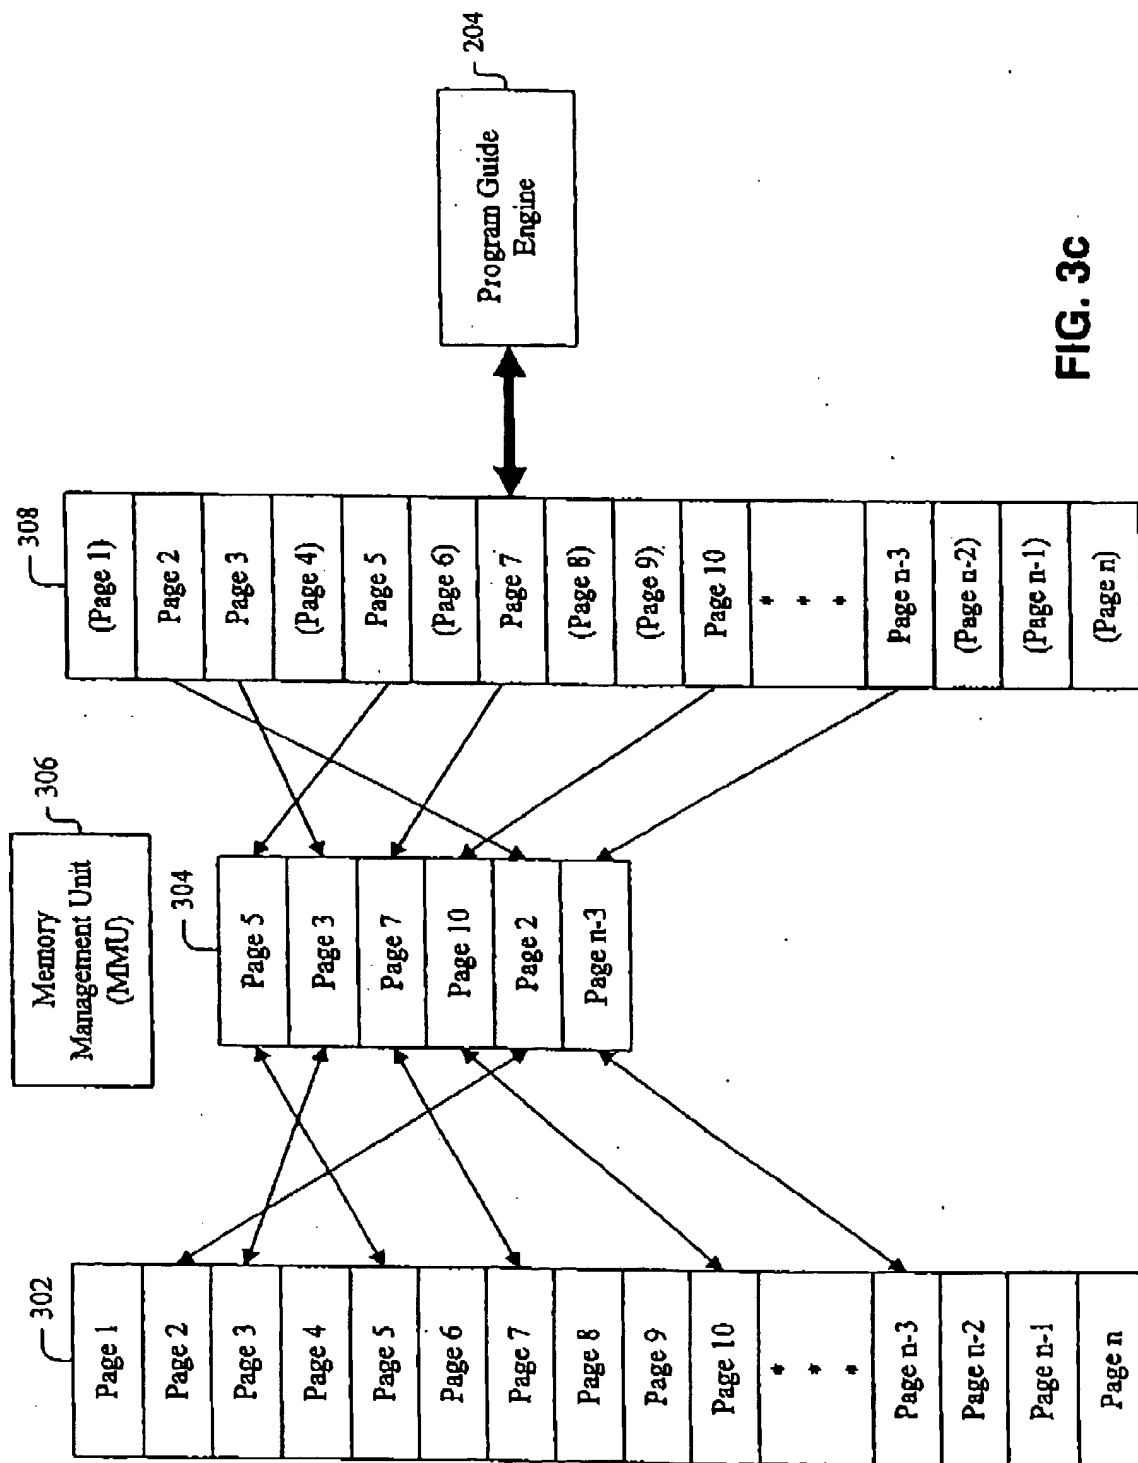 302
Page 1
Page 2
Page 3
Page 4
Page 5
Page 6
Page 7
Page 8
Page 9
Page 10
* * *
Page n-3
Page n-2
Page n-1
Page n
Memory
Management Unit
(MMU)
306
304
Page 5
Page 3
Page 7
Page 10
Page 2
Page n-3
308
(Page 1)
Page 2
Page 3
(Page 4)
Page 5
(Page 6)
Page 7
(Page 8)
(Page 9)
Page 10
* * *
Page n-3
(Page n-2)
(Page n-1)
(Page n)
204
Program Guide
Engine
FIG. 3c